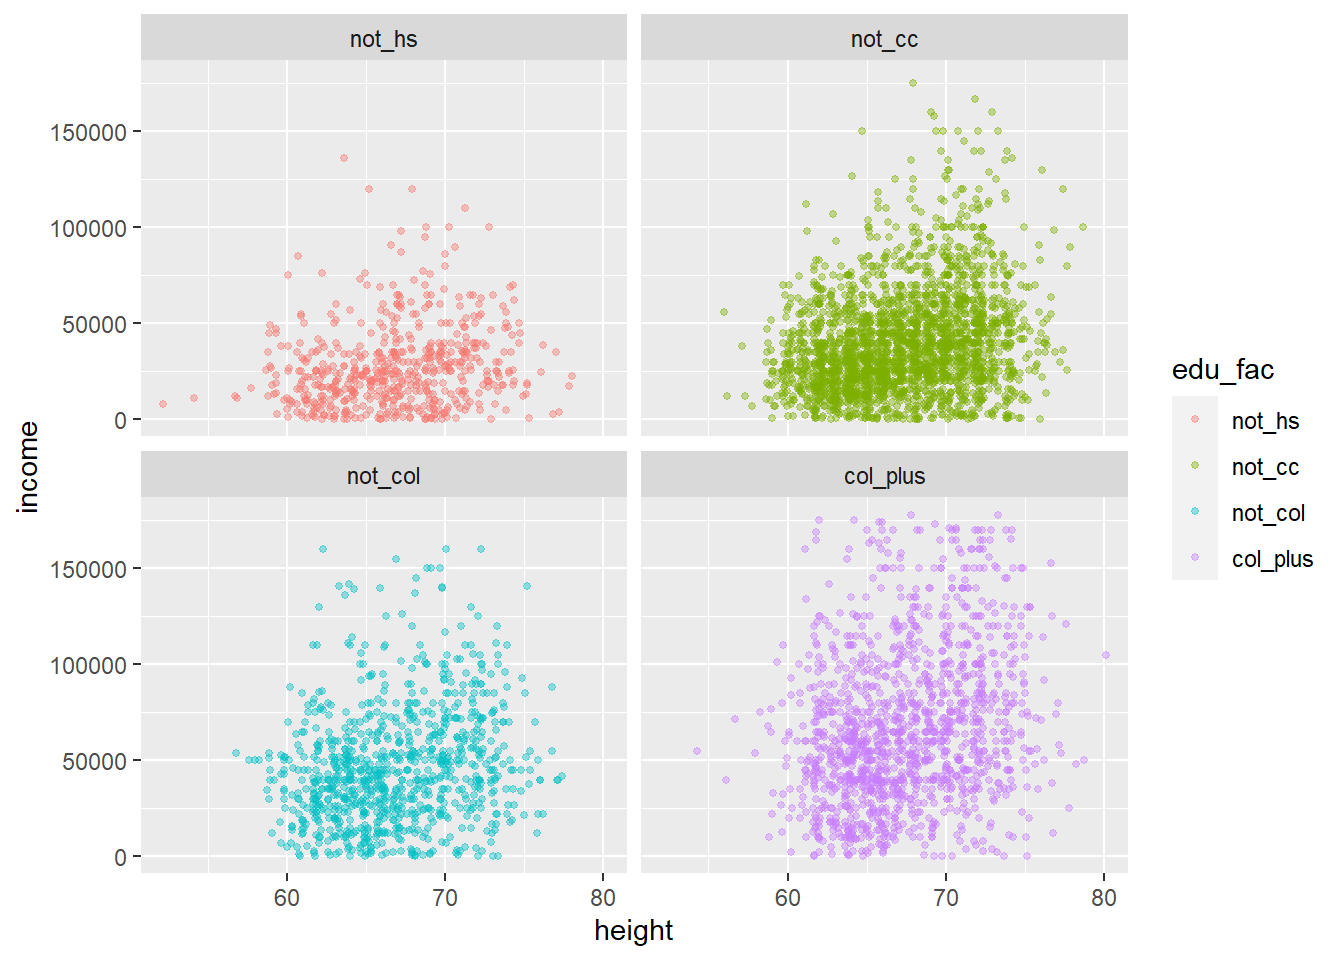 not_hs
not_cc
150000
100000
50000
0
not_col
col_plus
150000
100000
50000
0
60
70
80
60
70
80
height
income
edu_fac
not_hs
not_cc
not_col
col_plus